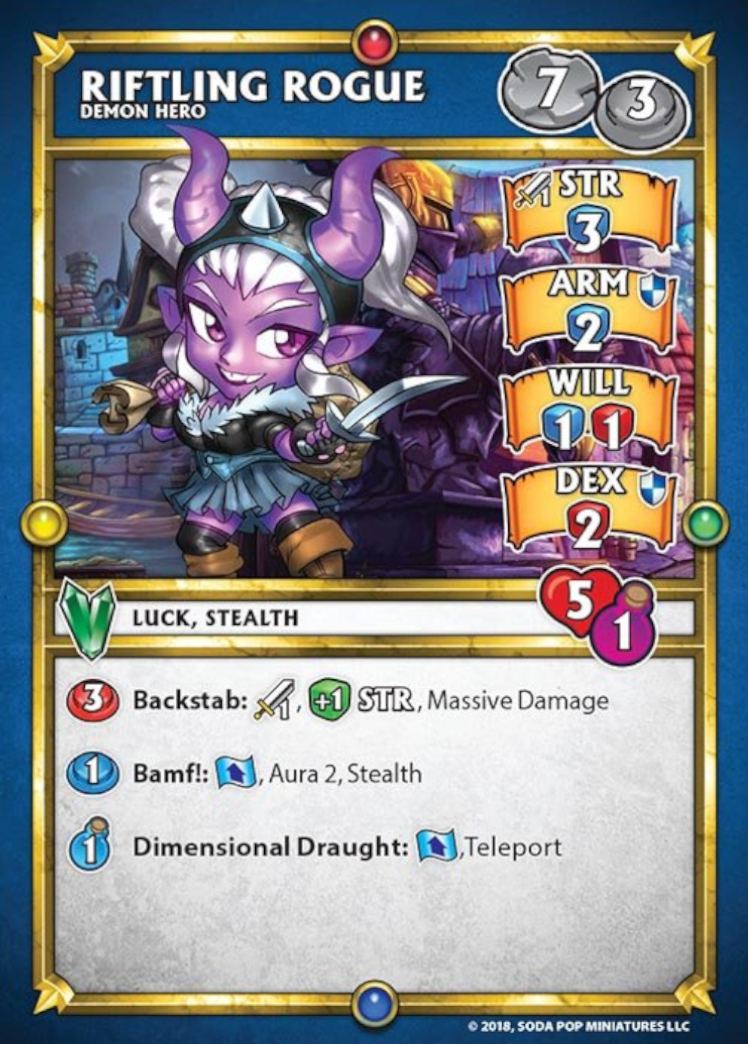 RIFTLING ROGUE
DEMON HERO
7
3
STR
3
ARM
2
WILL
1 1
DEX
2
LUCK, STEALTH
5
1
3 Backstab: 1, +1 STR, Massive Damage
1 Bamf!: , Aura 2, Stealth
1 Dimensional Draught: ,Teleport
© 2018, SODA POP MINIATURES LLC